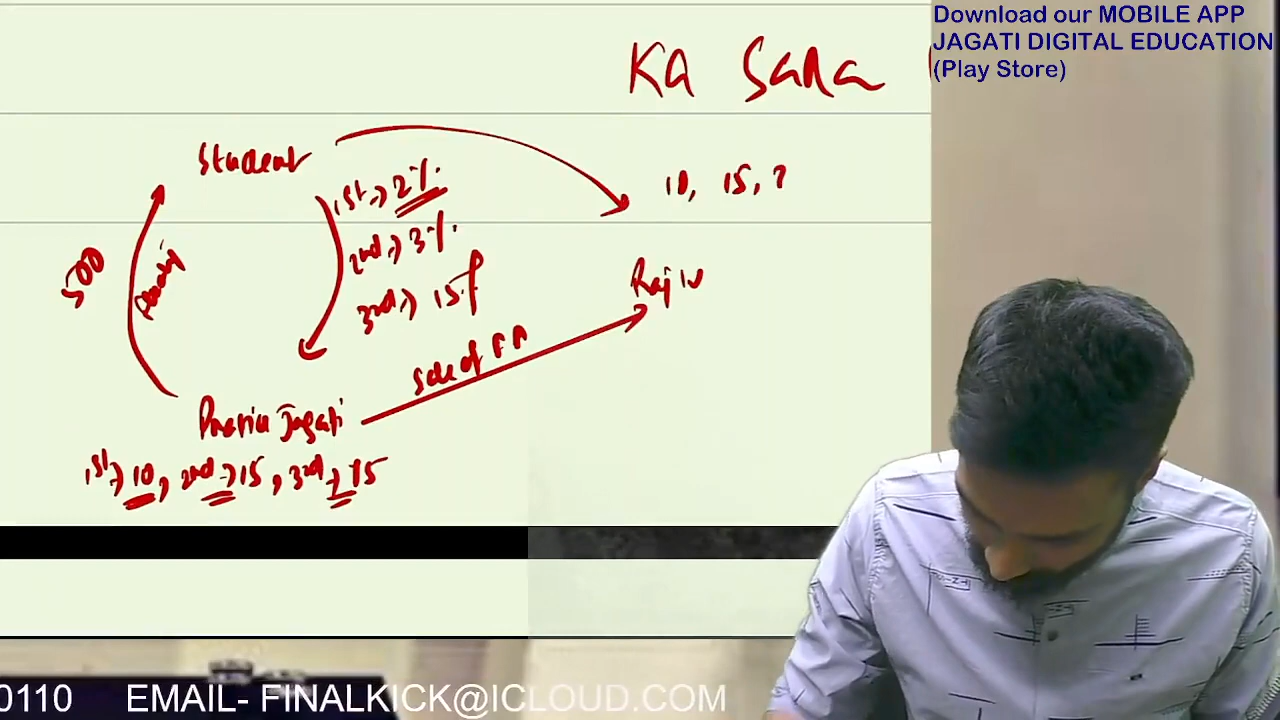 Download our MOBILE APP
JAGATI DIGITAL EDUCATION
(Play Store)
KA SARA
Student
1st → 2%.
2nd → 3%.
3rd → 15%
10, 15, ?
500
Rajiv
Sale of FA
Jagati
1st → 10, 2nd → 15, 3rd → 15
0110 EMAIL- FINALKICK@ICLOUD.COM